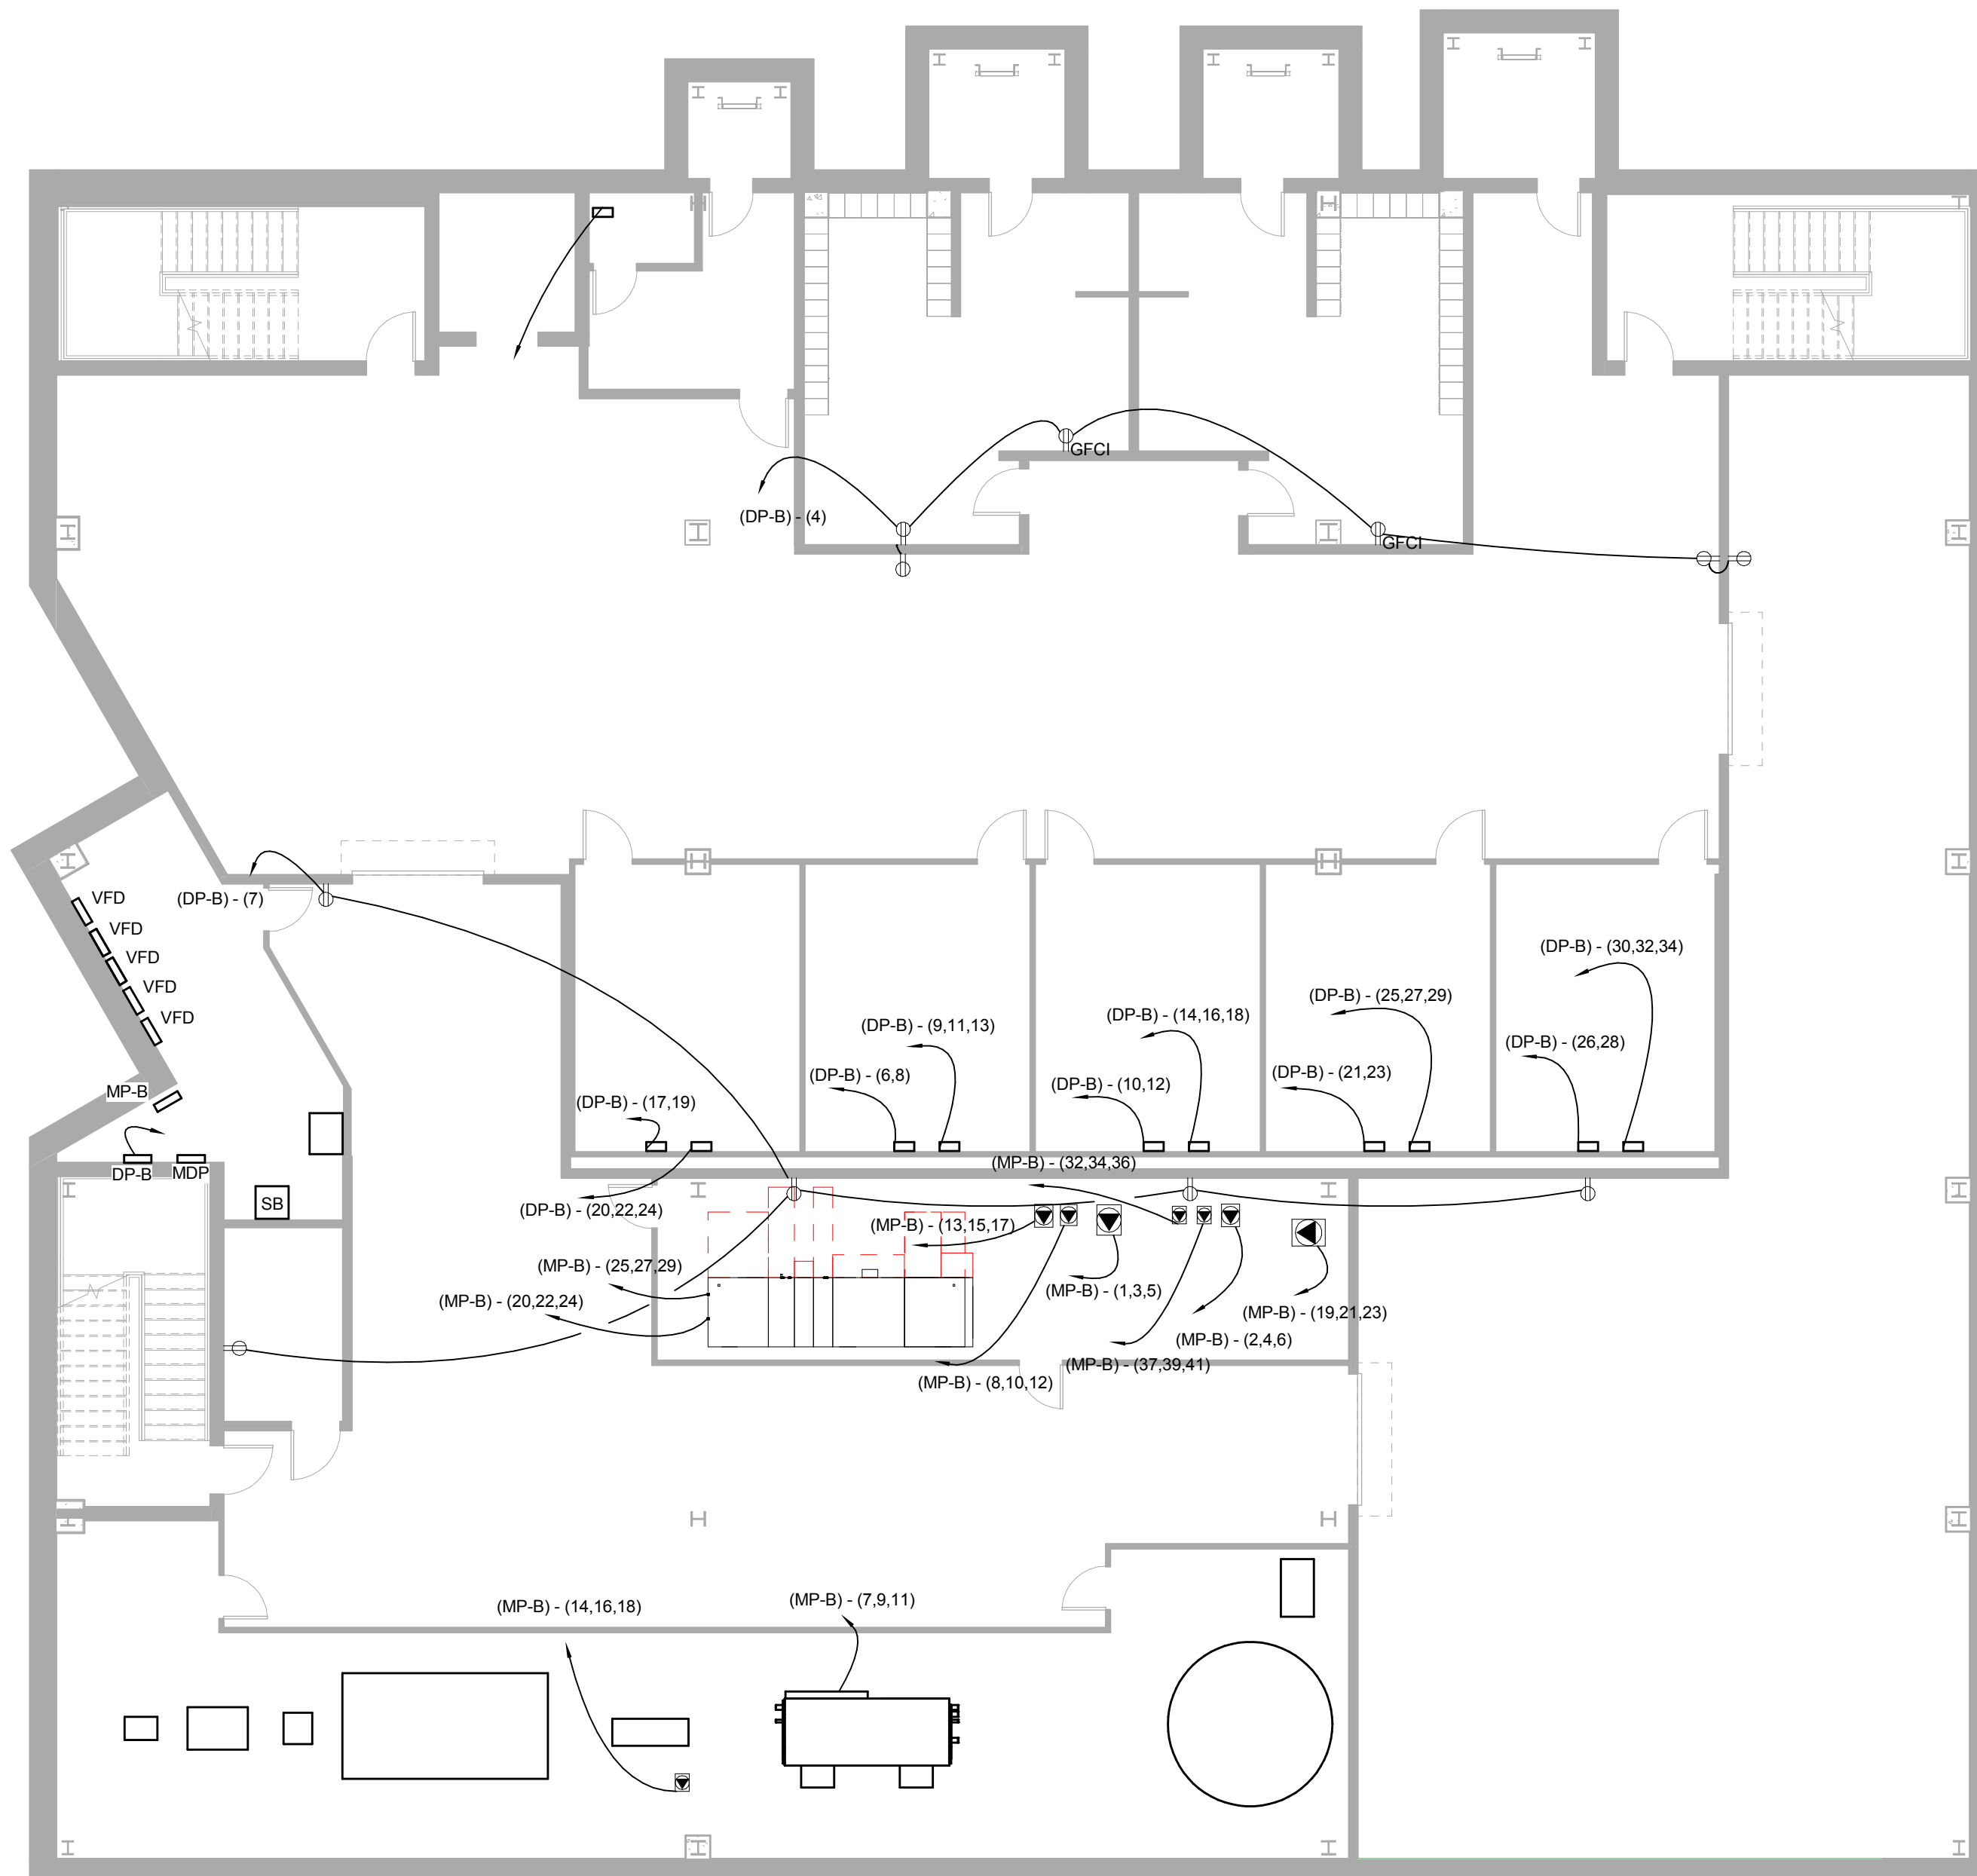 GFCI
(DP-B) - (4)
GFCI
(DP-B) - (7)
VFD
VFD
VFD
VFD
VFD
(DP-B) - (30,32,34)
(DP-B) - (25,27,29)
(DP-B) - (14,16,18)
(DP-B) - (9,11,13)
(DP-B) - (26,28)
(DP-B) - (21,23)
(DP-B) - (6,8)
(DP-B) - (10,12)
MP-B
(DP-B) - (17,19)
(MP-B) - (32,34,36)
DP-B
MDP
SB
(DP-B) - (20,22,24)
(MP-B) - (13,15,17)
(MP-B) - (25,27,29)
(MP-B) - (1,3,5)
(MP-B) - (20,22,24)
(MP-B) - (19,21,23)
(MP-B) - (2,4,6)
(MP-B) - (37,39,41)
(MP-B) - (8,10,12)
(MP-B) - (7,9,11)
(MP-B) - (14,16,18)